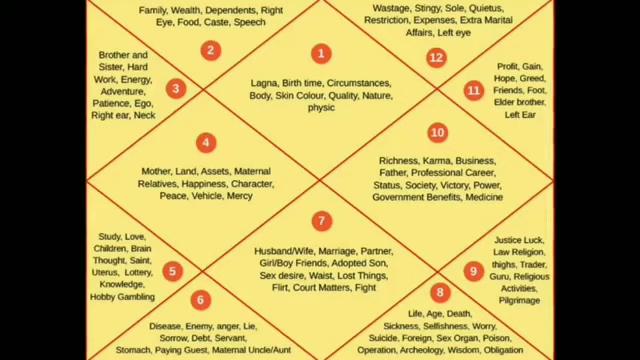 Family, Wealth, Dependents, Right
Eye, Food, Caste, Speech
2
1
Lagna, Birth time, Circumstances,
Body, Skin Colour, Quality, Nature,
physic
Wastage, Stingy, Sole, Quietus,
Restriction, Expenses, Extra Marital
Affairs, Left eye
12
Brother and
Sister, Hard
Work, Energy,
Adventure,
Patience, Ego,
Right ear, Neck
3
Profit, Gain,
Hope, Greed,
Friends, Foot,
Elder brother,
Left Ear
11
4
Mother, Land, Assets, Maternal
Relatives, Happiness, Character,
Peace, Vehicle, Mercy
10
Richness, Karma, Business,
Father, Professional Career,
Status, Society, Victory, Power,
Government Benefits, Medicine
7
Husband/Wife, Marriage, Partner,
Girl/Boy Friends, Adopted Son,
Sex desire, Waist, Lost Things,
Flirt, Court Matters, Fight
Study, Love,
Children, Brain
Thought, Saint,
Uterus, Lottery,
Knowledge,
Hobby Gambling
5
Justice Luck,
Law Religion,
thighs, Trader,
Guru, Religious
Activities,
Pilgrimage
9
6
Disease, Enemy, anger, Lie,
Sorrow, Debt, Servant,
Stomach, Paying Guest, Maternal Uncle/Aunt
8
Life, Age, Death,
Sickness, Selfishness, Worry,
Suicide, Foreign, Sex Organ, Poison,
Operation, Archeology, Wisdom, Obligation